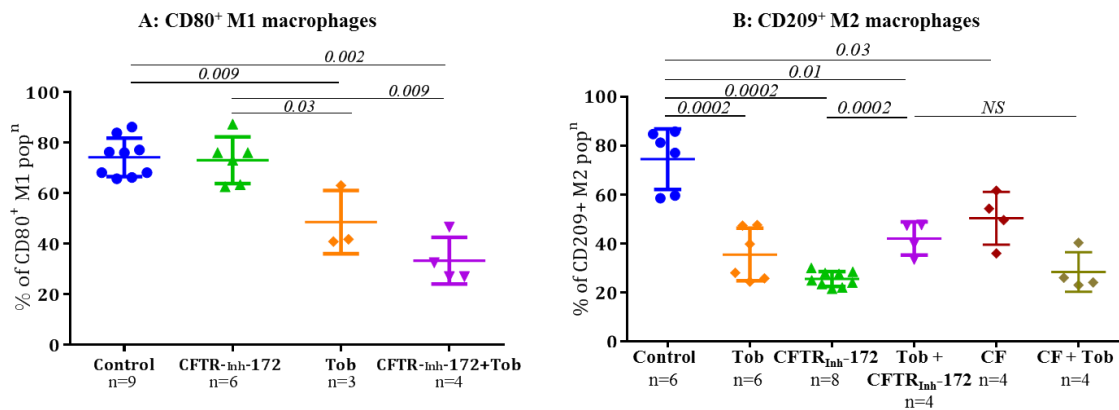 A: CD80⁺ M1 macrophages
0.002
0.009
0.009
0.03
% of CD80⁺ M1 popⁿ
100
80
60
40
20
0
Control CFTR-Inh-172 Tob CFTR-Inh-172+Tob
n=9 n=6 n=3 n=4
B: CD209⁺ M2 macrophages
0.03
0.01
0.0002
0.0002 0.0002 NS
% of CD209+ M2 popⁿ
100
80
60
40
20
0
Control Tob CFTR_Inh-172 Tob + CF CF + Tob
CFTR_Inh-172
n=6 n=6 n=8 n=4 n=4
n=4